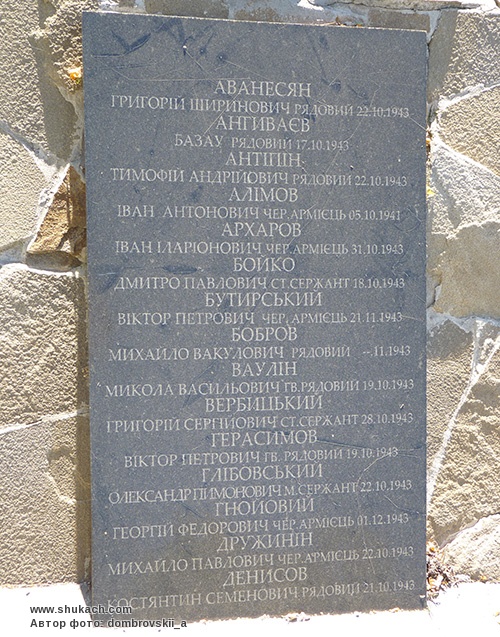 АВАНЕСЯН
ГРИГОРІЙ ШИРИНОВИЧ РЯДОВИЙ 22.10.1943
АНГИВАЄВ
БАЗАУ РЯДОВИЙ 17.10.1943
АНТІПІН
ТИМОФІЙ АНДРІЙОВИЧ РЯДОВИЙ 22.10.1943
АЛІМОВ
ІВАН АНТОНОВИЧ ЧЕР.АРМІЄЦЬ 05.10.1941
АРХАРОВ
ІВАН ІЛАРІОНОВИЧ ЧЕР.АРМІЄЦЬ 31.10.1943
БОЙКО
ДМИТРО ПАВЛОВИЧ СТ.СЕРЖАНТ 18.10.1943
БУТИРСЬКИЙ
ВІКТОР ПЕТРОВИЧ ЧЕР.АРМІЄЦЬ 21.11.1943
БОБРОВ
МИХАЙЛО ВАКУЛОВИЧ РЯДОВИЙ --.11.1943
ВАУЛІН
МИКОЛА ВАСИЛЬОВИЧ ГВ.РЯДОВИЙ 19.10.1943
ВЕРБИЦЬКИЙ
ГРИГОРІЙ СЕРГІЙОВИЧ СТ.СЕРЖАНТ 28.10.1943
ГЕРАСИМОВ
ВІКТОР ПЕТРОВИЧ ГВ. РЯДОВИЙ 19.10.1943
ГЛІБОВСЬКИЙ
ОЛЕКСАНДР ПИМОНОВИЧ М.СЕРЖАНТ 22.10.1943
ГНОЙОВИЙ
ГЕОРГІЙ ФЕДОРОВИЧ ЧЕР.АРМІЄЦЬ 01.12.1943
ДРУЖИНІН
МИХАЙЛО ПАВЛОВИЧ ЧЕР.АРМІЄЦЬ 22.10.1943
ДЕНИСОВ
КОСТЯНТИН СЕМЕНОВИЧ РЯДОВИЙ 21.10.1943
www.shukach.com
Автор фото: dombrovskii_a